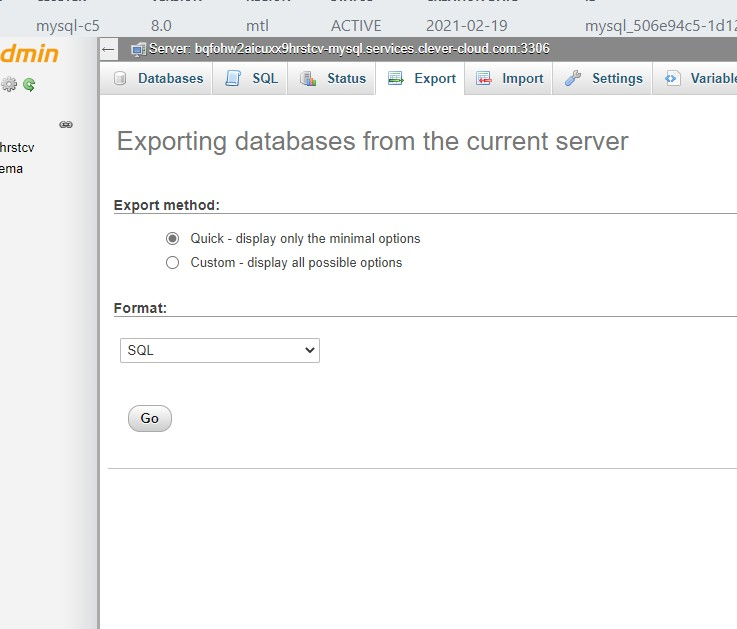 mysql-c5 8.0 mtl ACTIVE 2021-02-19 mysql_506e94c5-1d12
dmin
Server: bqfohw2aicuxx9hrstcv-mysql.services.clever-cloud.com:3306
Databases SQL Status Export Import Settings Variable
hrstcv
ema
Exporting databases from the current server
Export method:
Quick - display only the minimal options
Custom - display all possible options
Format:
SQL
Go